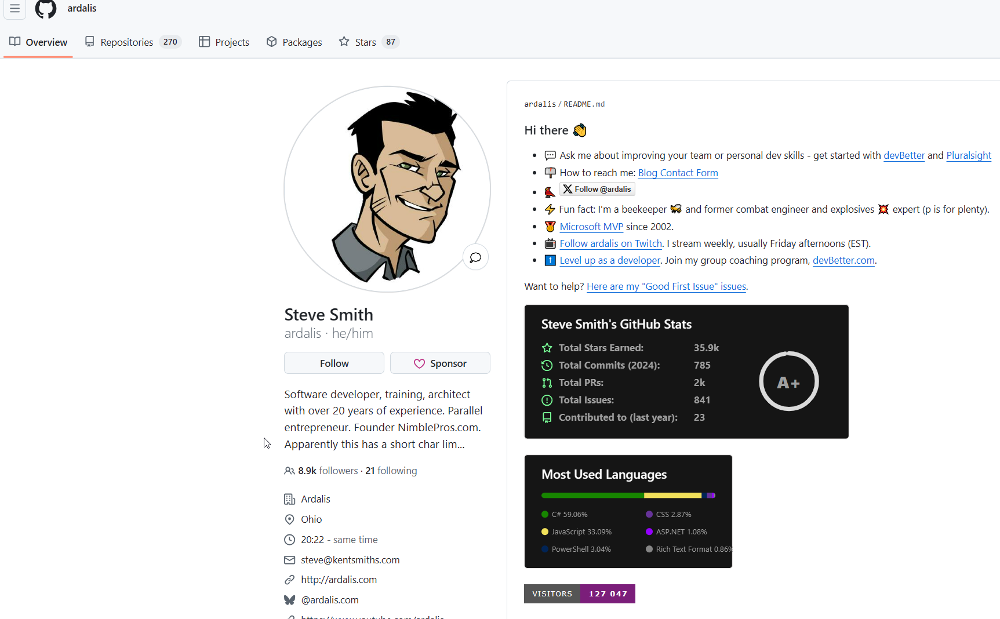 ardalis
Overview
Repositories 270
Projects
Packages
Stars 87
Steve Smith
ardalis · he/him
Follow
Sponsor
Software developer, training, architect
with over 20 years of experience. Parallel
entrepreneur. Founder NimblePros.com.
Apparently this has a short char lim...
8.9k followers · 21 following
Ardalis
Ohio
20:22 - same time
steve@kentsmiths.com
http://ardalis.com
@ardalis.com
https://www.youtube.com/ardalis
ardalis / README.md
Hi there 👋
💬 Ask me about improving your team or personal dev skills - get started with devBetter and Pluralsight
📫 How to reach me: Blog Contact Form
X Follow @ardalis
⚡ Fun fact: I'm a beekeeper 🐝 and former combat engineer and explosives 💥 expert (p is for plenty).
🏅 Microsoft MVP since 2002.
📺 Follow ardalis on Twitch. I stream weekly, usually Friday afternoons (EST).
⬆️ Level up as a developer. Join my group coaching program, devBetter.com.
Want to help? Here are my "Good First Issue" issues.
Steve Smith's GitHub Stats
Total Stars Earned: 35.9k
Total Commits (2024): 785
Total PRs: 2k
Total Issues: 841
Contributed to (last year): 23
A+
Most Used Languages
C# 59.06%
JavaScript 33.09%
PowerShell 3.04%
CSS 2.87%
ASP.NET 1.08%
Rich Text Format 0.86%
VISITORS 127 047